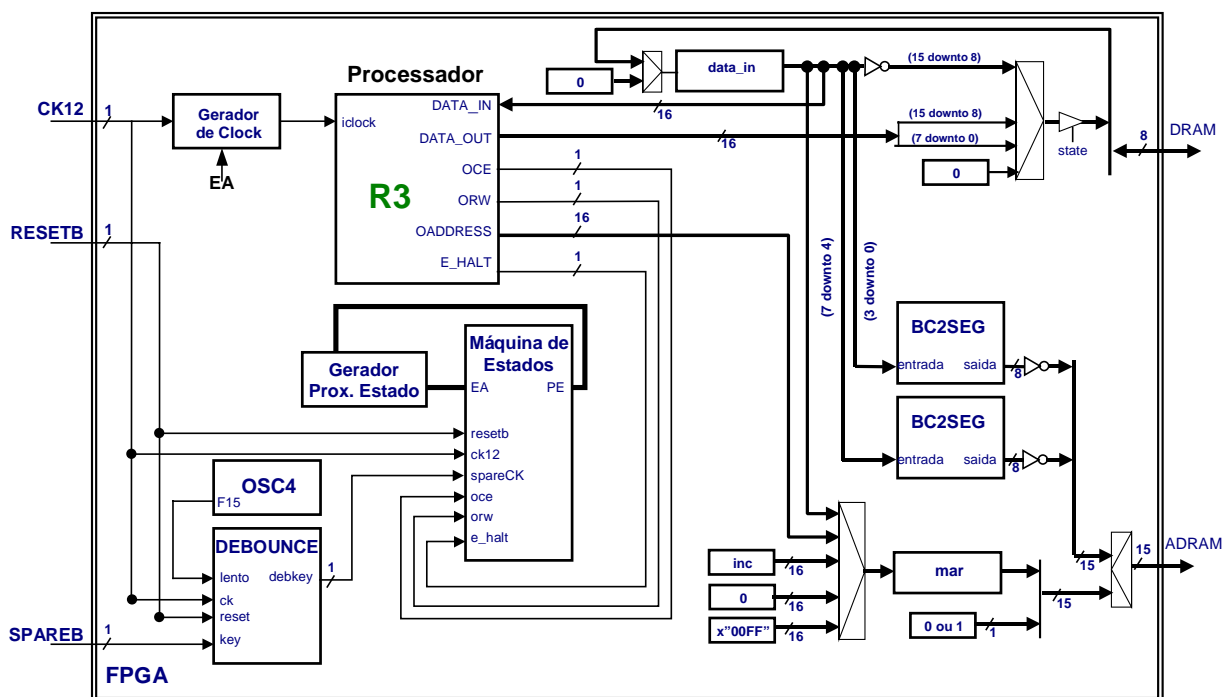 CK12
1
Gerador
de Clock
EA
RESETB
1
Processador
iclock
R3
DATA_IN
DATA_OUT
OCE
ORW
OADDRESS
E_HALT
16
16
1
1
16
1
0
data_in
(15 downto 8)
(15 downto 8)
(7 downto 0)
0
state
8
DRAM
(7 downto 4)
(3 downto 0)
BC2SEG
entrada
saida
8
BC2SEG
entrada
saida
8
Gerador
Prox. Estado
Máquina de
Estados
EA
PE
resetb
ck12
spareCK
oce
orw
e_halt
OSC4
F15
DEBOUNCE
lento
debkey
1
ck
reset
key
SPAREB
1
inc
16
0
16
x"00FF"
16
mar
0 ou 1
1
15
15
15
ADRAM
FPGA